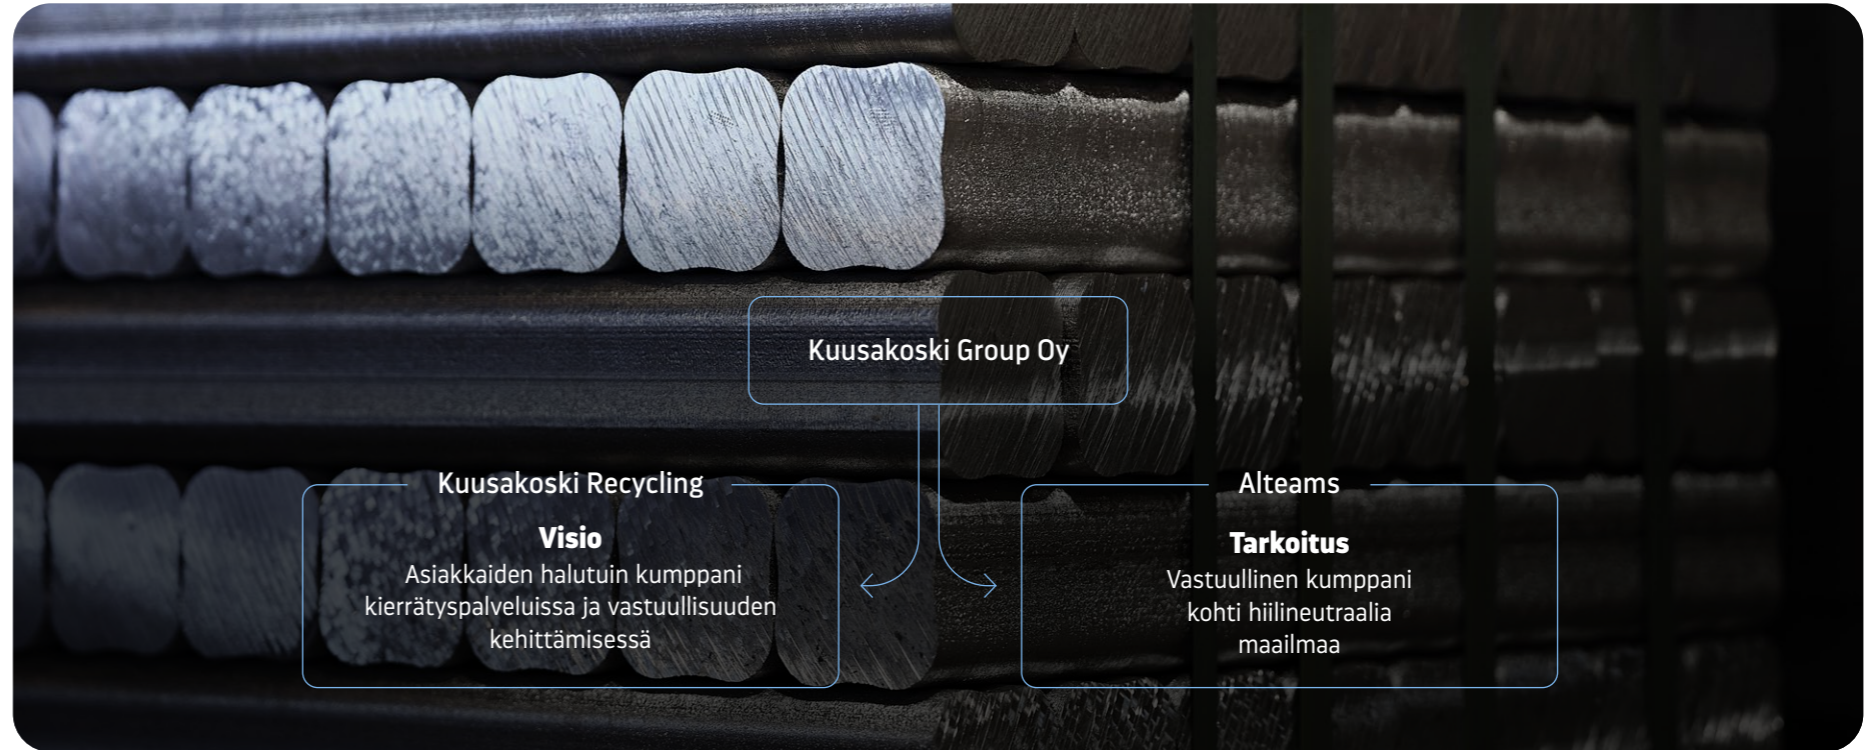 Kuusakoski Group Oy
Kuusakoski Recycling
Visio
Asiakkaiden halutuin kumppani
kierrätyspalveluissa ja vastuullisuuden
kehittämisessä
Alteams
Tarkoitus
Vastuullinen kumppani
kohti hiilineutraalia
maailmaa